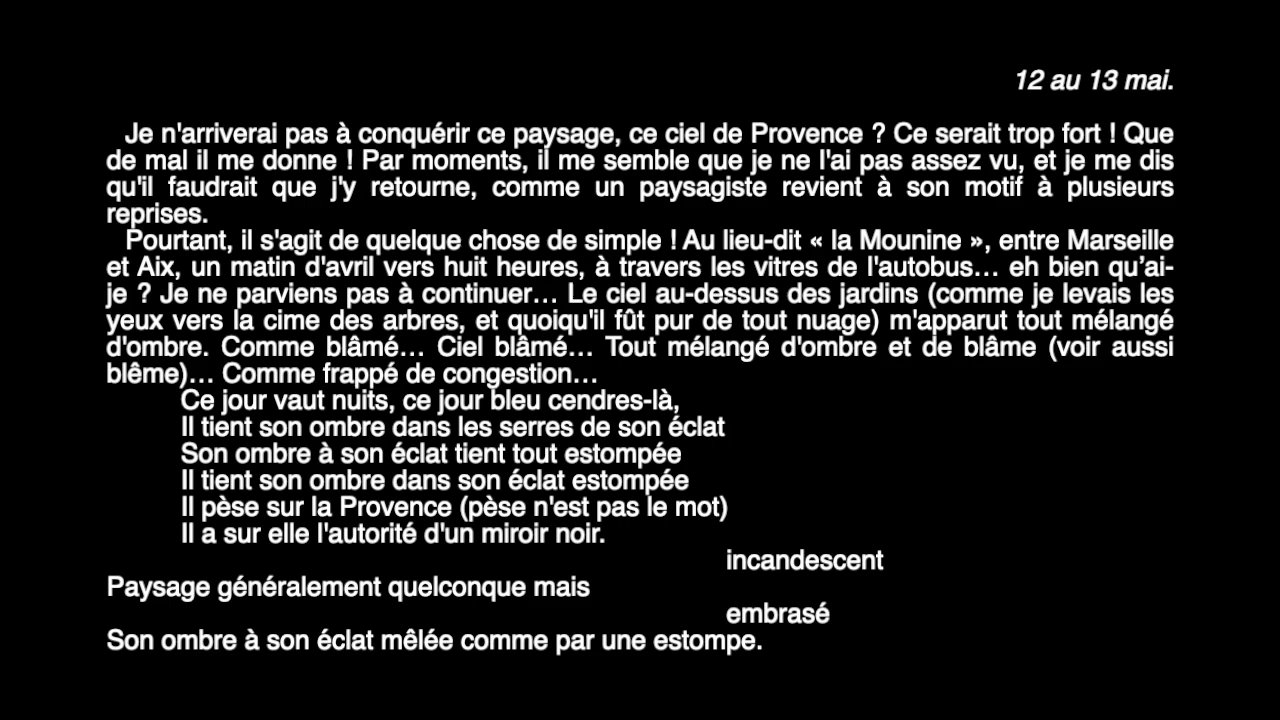 12 au 13 mai.
Je n'arriverai pas à conquérir ce paysage, ce ciel de Provence ? Ce serait trop fort ! Que
de mal il me donne ! Par moments, il me semble que je ne l'ai pas assez vu, et je me dis
qu'il faudrait que j'y retourne, comme un paysagiste revient à son motif à plusieurs
reprises.
Pourtant, il s'agit de quelque chose de simple ! Au lieu-dit « la Mounine », entre Marseille
et Aix, un matin d'avril vers huit heures, à travers les vitres de l'autobus… eh bien qu’ai-
je ? Je ne parviens pas à continuer… Le ciel au-dessus des jardins (comme je levais les
yeux vers la cime des arbres, et quoiqu'il fût pur de tout nuage) m'apparut tout mélangé
d'ombre. Comme blâmé… Ciel blâmé… Tout mélangé d'ombre et de blâme (voir aussi
blême)… Comme frappé de congestion…
Ce jour vaut nuits, ce jour bleu cendres-là,
Il tient son ombre dans les serres de son éclat
Son ombre à son éclat tient tout estompée
Il tient son ombre dans son éclat estompée
Il pèse sur la Provence (pèse n'est pas le mot)
Il a sur elle l'autorité d'un miroir noir.
incandescent
Paysage généralement quelconque mais
embrasé
Son ombre à son éclat mêlée comme par une estompe.